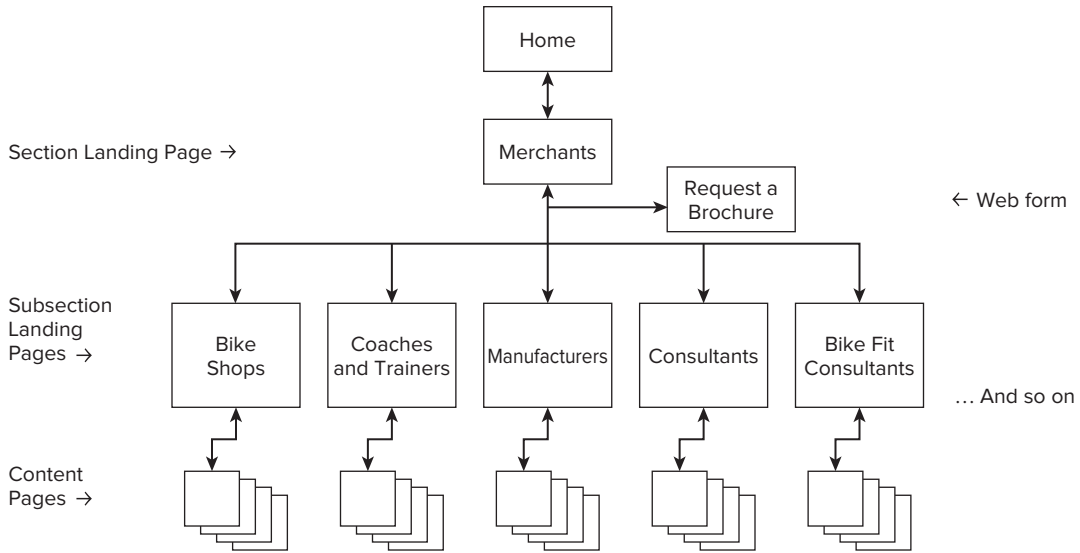 Home
Section Landing Page →
Merchants
Request a
Brochure
← Web form
Subsection
Landing
Pages →
Bike
Shops
Coaches
and Trainers
Manufacturers
Consultants
Bike Fit
Consultants
... And so on
Content
Pages →